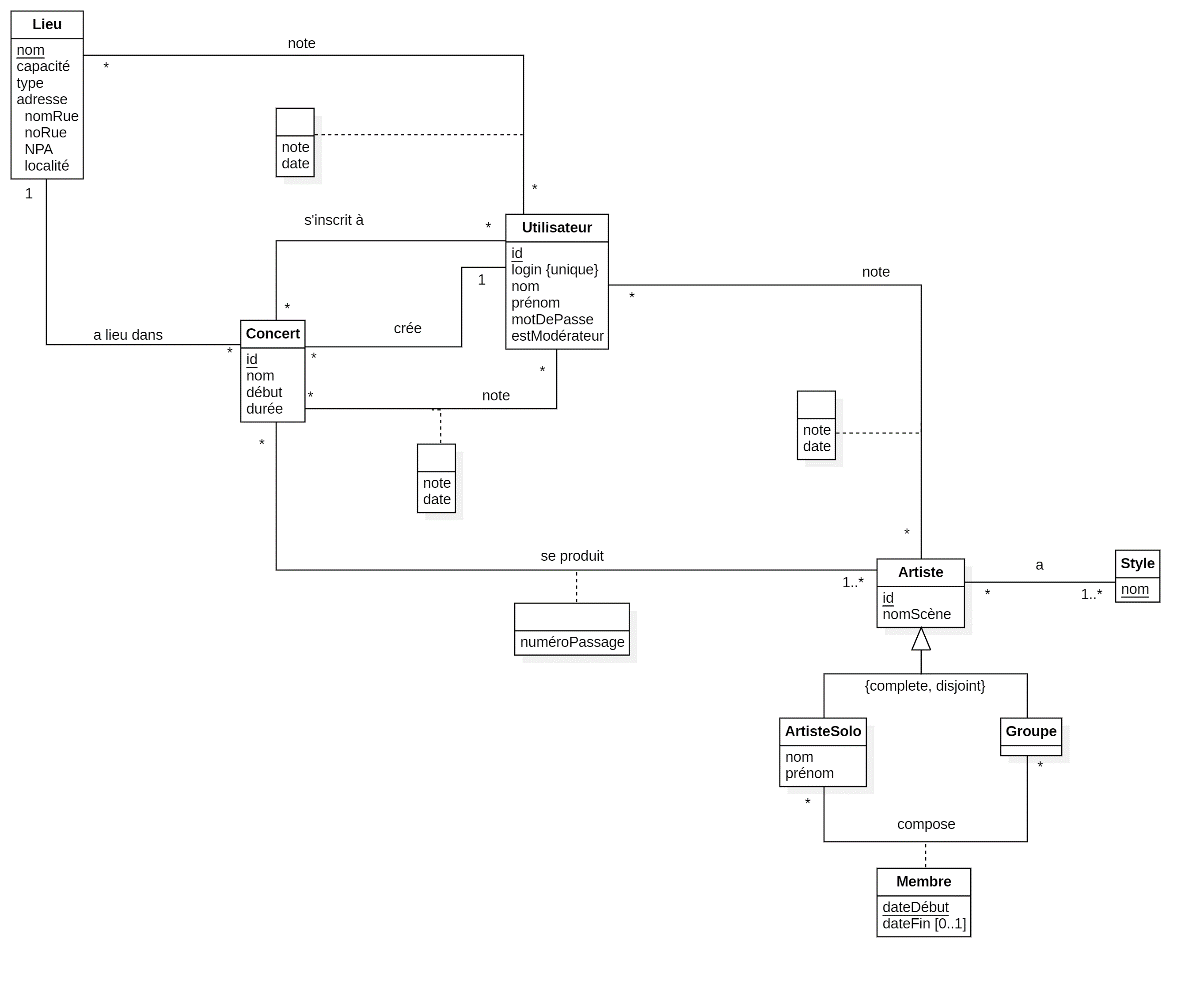 Lieu
nom
capacité
type
adresse
nomRue
noRue
NPA
localité
note
*
note
date
*
1
s'inscrit à
*
Utilisateur
id
login {unique}
nom
prénom
motDePasse
estModérateur
1
*
note
*
crée
a lieu dans
*
Concert
id
nom
début
durée
*
*
note
*
*
note
date
note
date
*
se produit
1..*
numéroPassage
Artiste
id
nomScène
a
*
1..*
Style
nom
{complete, disjoint}
ArtisteSolo
nom
prénom
Groupe
*
*
compose
Membre
dateDébut
dateFin [0..1]